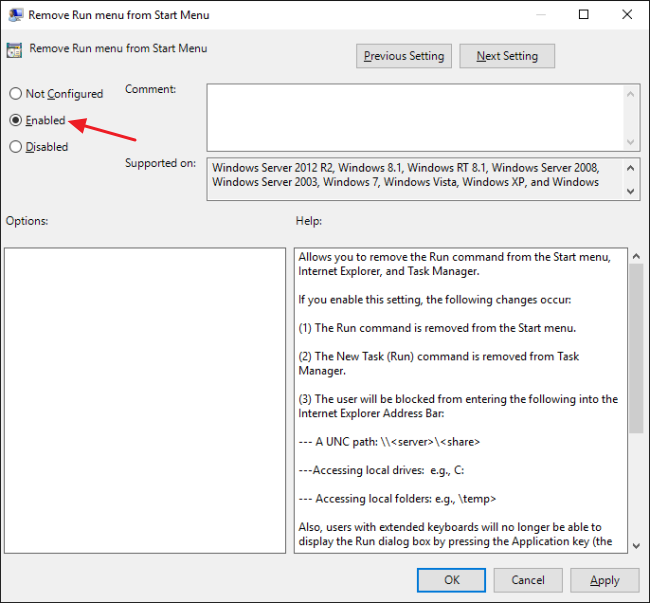 Remove Run menu from Start Menu
Remove Run menu from Start Menu
Previous Setting
Next Setting
Not Configured
Comment:
Enabled
Disabled
Supported on:
Windows Server 2012 R2, Windows 8.1, Windows RT 8.1, Windows Server 2008,
Windows Server 2003, Windows 7, Windows Vista, Windows XP, and Windows
Options:
Help:
Allows you to remove the Run command from the Start menu,
Internet Explorer, and Task Manager.
If you enable this setting, the following changes occur:
(1) The Run command is removed from the Start menu.
(2) The New Task (Run) command is removed from Task
Manager.
(3) The user will be blocked from entering the following into the
Internet Explorer Address Bar:
--- A UNC path: \\<server>\<share>
---Accessing local drives:  e.g., C:
--- Accessing local folders: e.g., \temp>
Also, users with extended keyboards will no longer be able to
display the Run dialog box by pressing the Application key (the
OK
Cancel
Apply